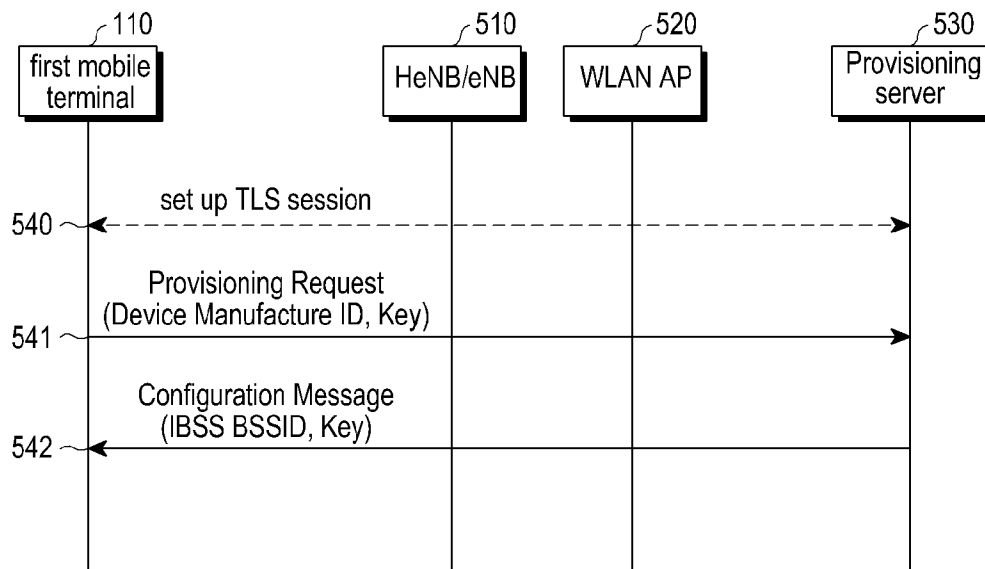 110
510
520
530
first mobile
terminal
HeNB/eNB
WLAN AP
Provisioning
server
set up TLS session
540
Provisioning Request
(Device Manufacture ID, Key)
541
Configuration Message
(IBSS BSSID, Key)
542